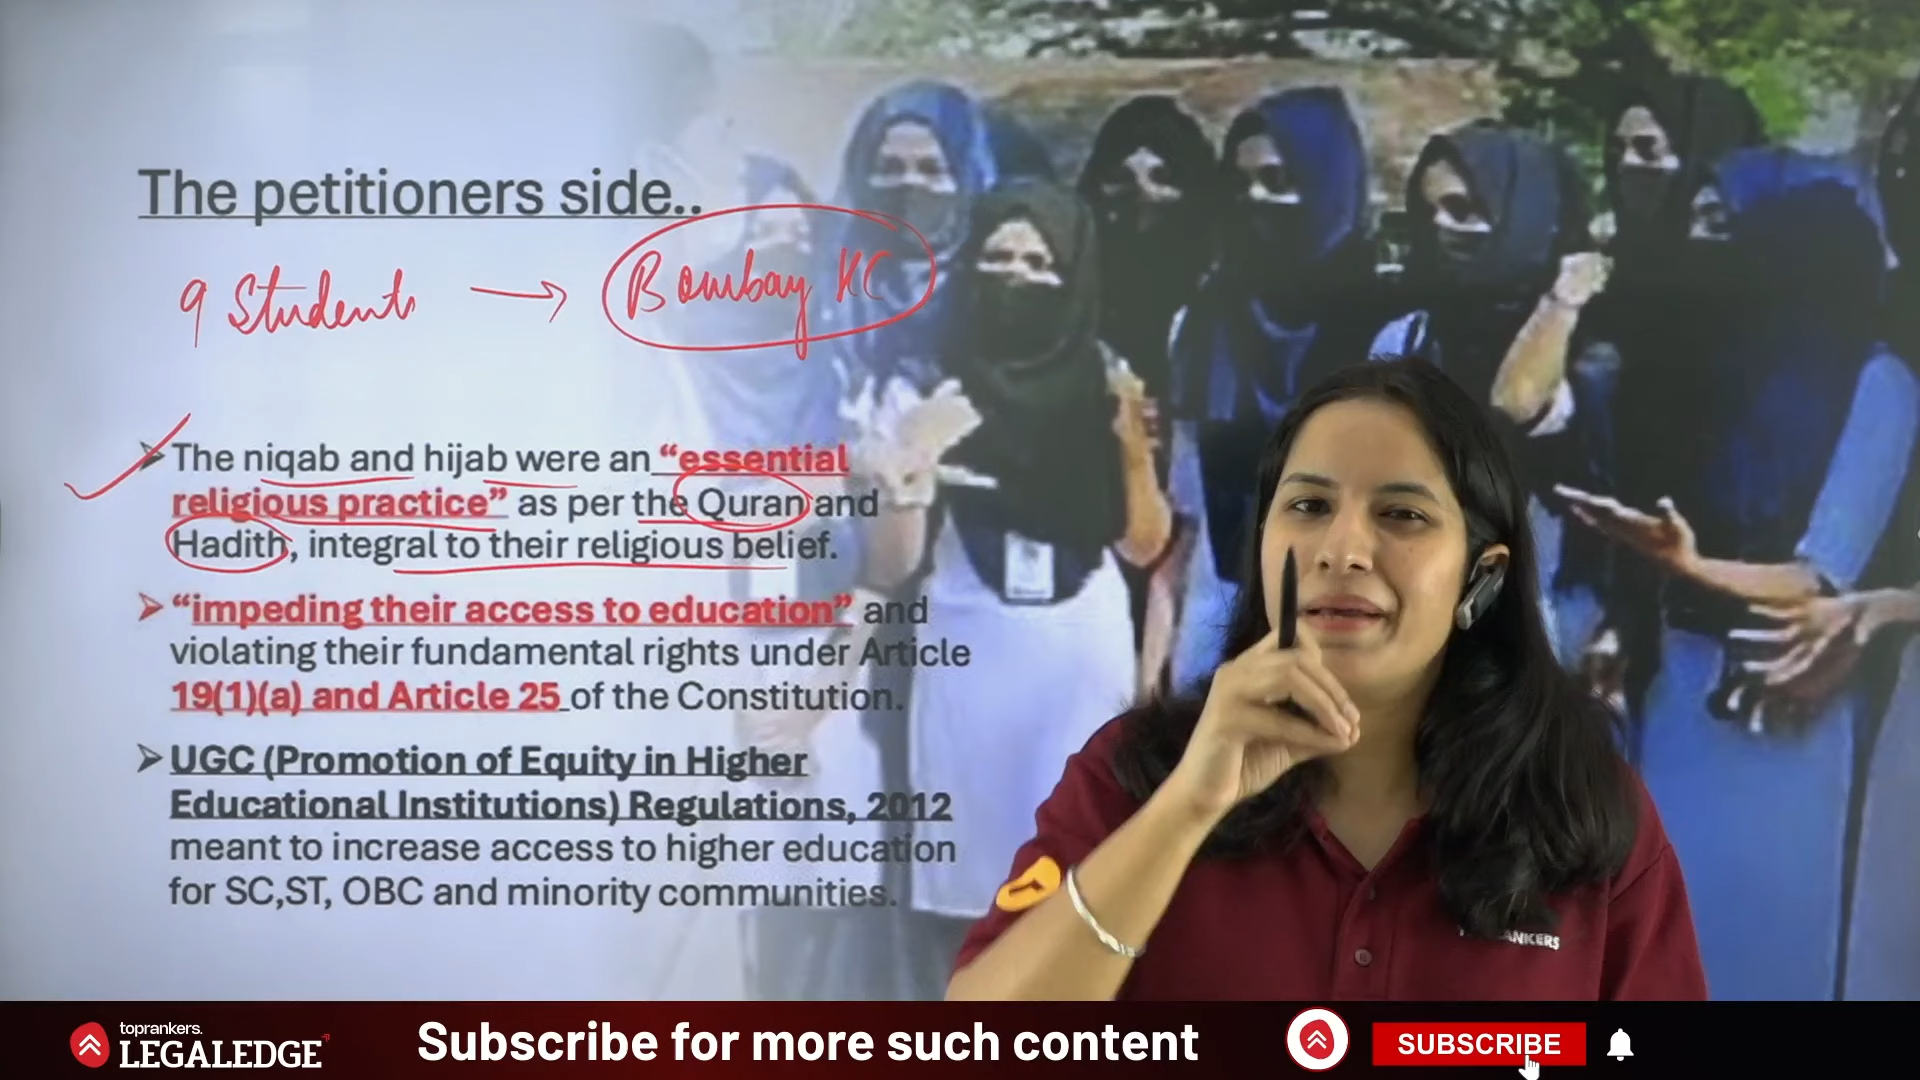 The petitioners side..
9 Students → Bombay HC
➤ The niqab and hijab were an "essential
religious practice" as per the Quran and
Hadith, integral to their religious belief.
➤ "impeding their access to education" and
violating their fundamental rights under Article
19(1)(a) and Article 25 of the Constitution.
➤ UGC (Promotion of Equity in Higher
Educational Institutions) Regulations, 2012
meant to increase access to higher education
for SC,ST, OBC and minority communities.
toprankers.
LEGALEDGE
Subscribe for more such content
SUBSCRIBE